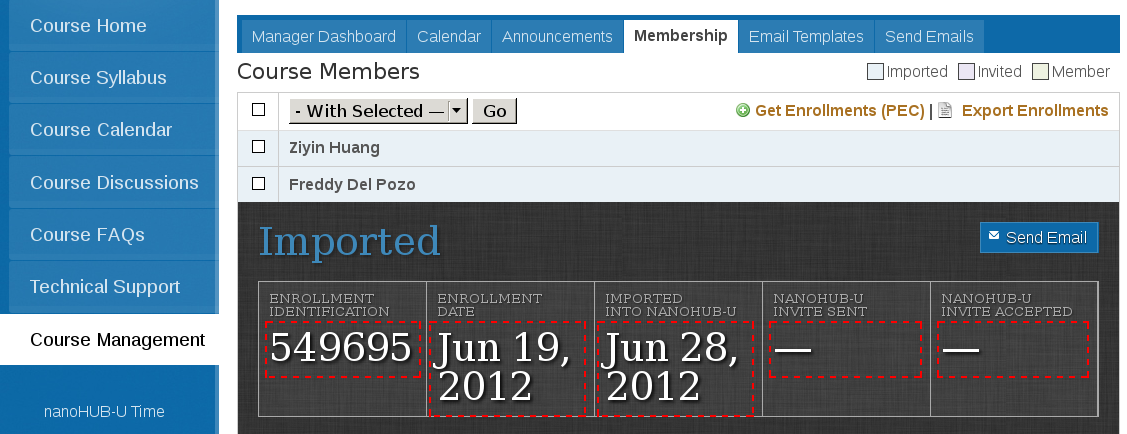 Course Home
Course Syllabus
Course Calendar
Course Discussions
Course FAQs
Technical Support
Course Management
nanoHUB-U Time
Manager Dashboard Calendar Announcements Membership Email Templates Send Emails
Course Members
Imported Invited Member
- With Selected — Go
Get Enrollments (PEC) | Export Enrollments
Ziyin Huang
Freddy Del Pozo
Imported
Send Email
ENROLLMENT
IDENTIFICATION
549695
ENROLLMENT
DATE
Jun 19,
2012
IMPORTED
INTO NANOHUB-U
Jun 28,
2012
NANOHUB-U
INVITE SENT
—
NANOHUB-U
INVITE ACCEPTED
—